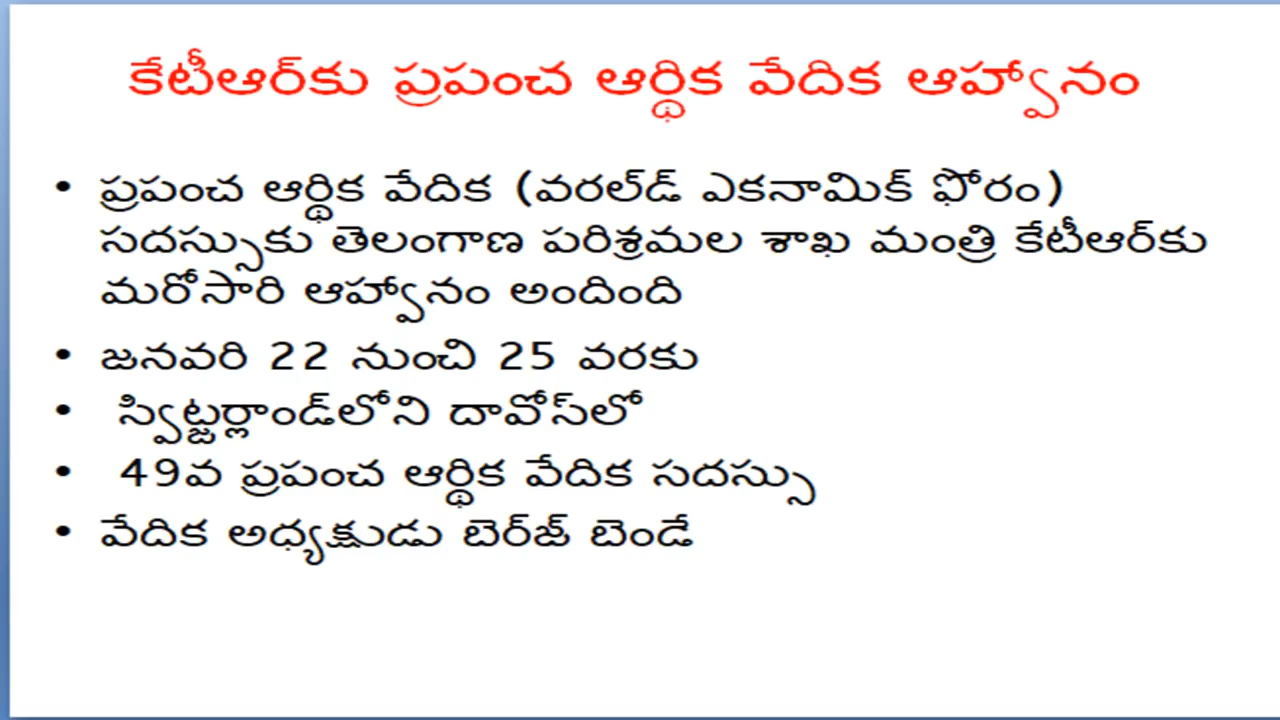 కేటీఆర్‌కు ప్రపంచ ఆర్థిక వేదిక ఆహ్వానం
• ప్రపంచ ఆర్థిక వేదిక (వరల్‌డ్ ఎకనామిక్ ఫోరం)
సదస్సుకు తెలంగాణ పరిశ్రమల శాఖ మంత్రి కేటీఆర్‌కు
మరోసారి ఆహ్వానం అందింది
• జనవరి 22 నుంచి 25 వరకు
• స్విట్జర్లాండ్‌లోని దావోస్‌లో
• 49వ ప్రపంచ ఆర్థిక వేదిక సదస్సు
• వేదిక అధ్యక్షుడు బెర్‌జ్ బెండే